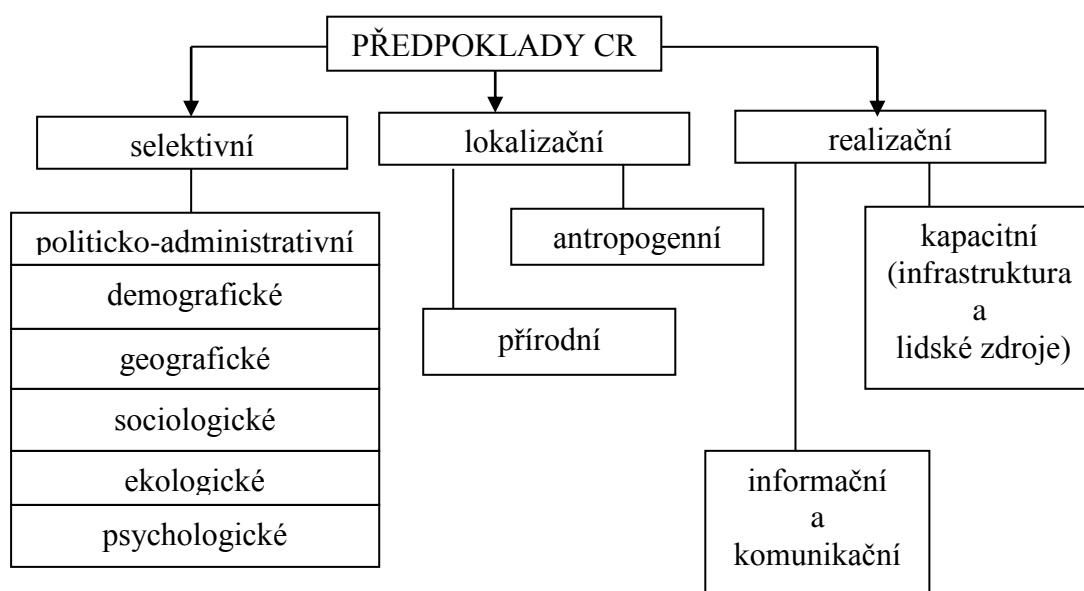 PŘEDPOKLADY CR
selektivní
lokalizační
realizační
politicko-administrativní
demografické
geografické
sociologické
ekologické
psychologické
antropogenní
přírodní
kapacitní
(infrastruktura
a
lidské zdroje)
informační
a
komunikační